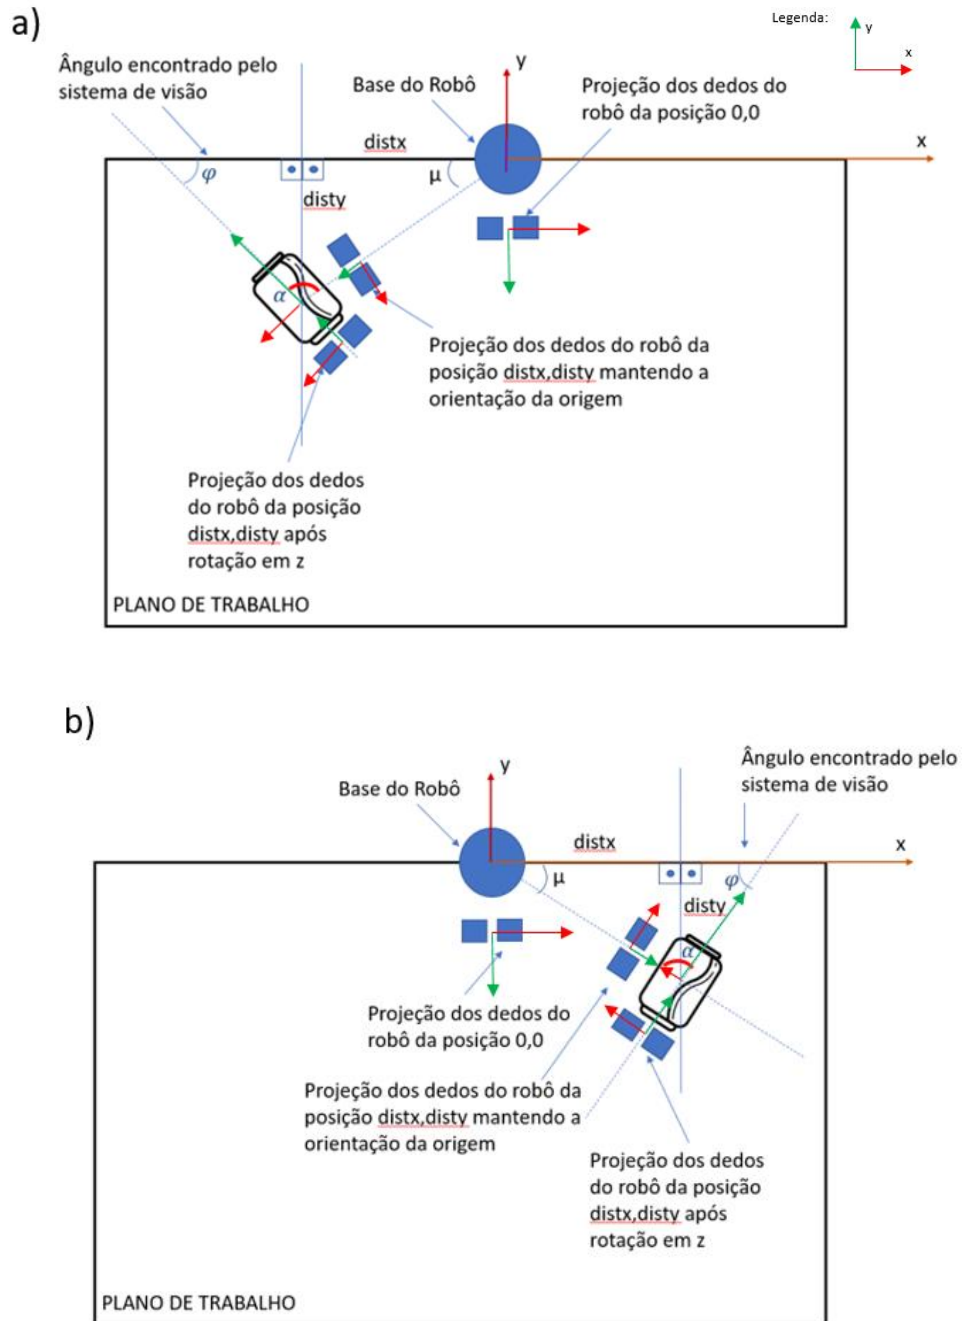 a)
Legenda:
y
x
Ângulo encontrado pelo
sistema de visão
Base do Robô
y
Projeção dos dedos do
robô da posição 0,0
distx
x
μ
φ
disty
α
Projeção dos dedos do robô da
posição distx,disty mantendo a
orientação da origem
Projeção dos dedos
do robô da posição
distx,disty após
rotação em z
PLANO DE TRABALHO
b)
Ângulo encontrado pelo
sistema de visão
y
Base do Robô
distx
x
μ
φ
disty
α
Projeção dos dedos do
robô da posição 0,0
Projeção dos dedos do robô da
posição distx,disty mantendo a
orientação da origem
Projeção dos dedos
do robô da posição
distx,disty após
rotação em z
PLANO DE TRABALHO